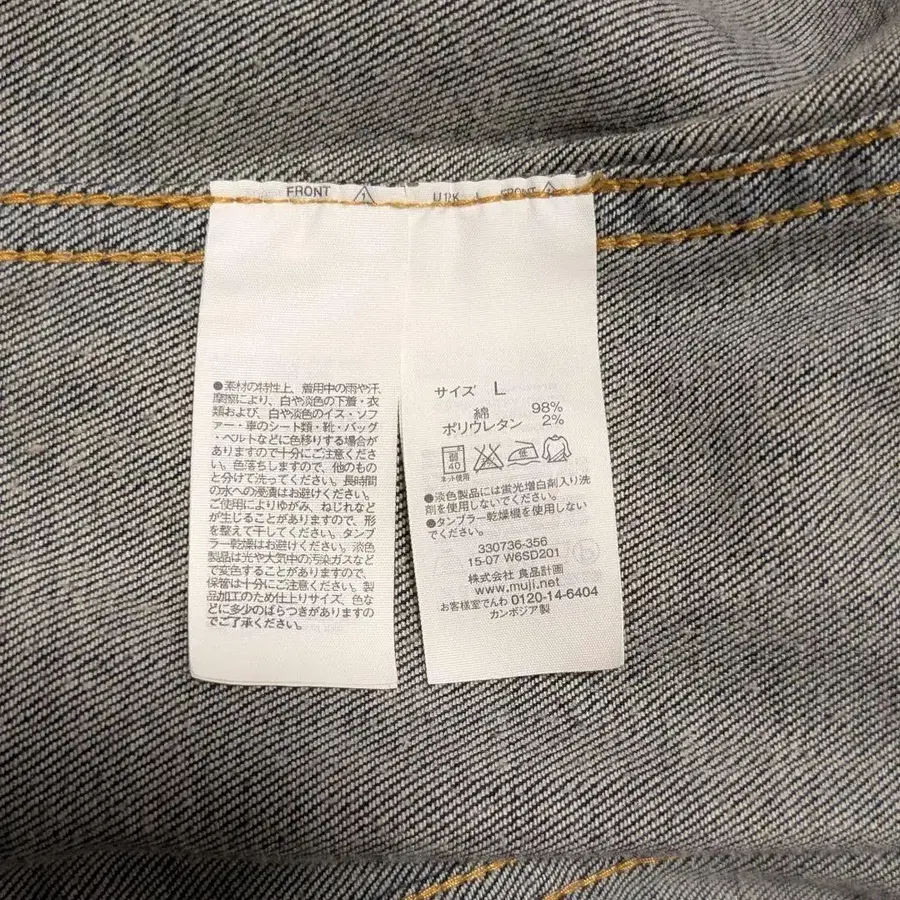 FRONT
FRONT
●素材の特性上、着用中の雨や汗、
摩擦により、白や淡色の下着・衣
類および、白や淡色のイス・ソフ
ァー・車のシート類・靴・バッグ
・ベルトなどに色移りする場合が
ありますので十分にご注意くださ
い。色落ちしますので、他のもの
と分けて洗ってください。長時間
の水への浸漬はお避けください。
ご使用によりゆがみ、ねじれなど
が生じることがありますので、形
を整えて干してください。タンブ
ラー乾燥はお避けください。淡色
製品は光や大気中の汚染ガスなど
で変色することがありますので、
保管は十分にご注意ください。製
品加工のため仕上りサイズ、色な
どに多少のばらつきがありますの
でご了承ください。
サイズ L
綿 98%
ポリウレタン 2%
弱 40 低
ネット使用
●淡色製品には蛍光増白剤入り洗
剤を使用しないでください。
●タンブラー乾燥機を使用しない
でください。
330736-356
15-07 W6SD201
株式会社 良品計画
www.muji.net
お客様室でんわ 0120-14-6404
カンボジア製